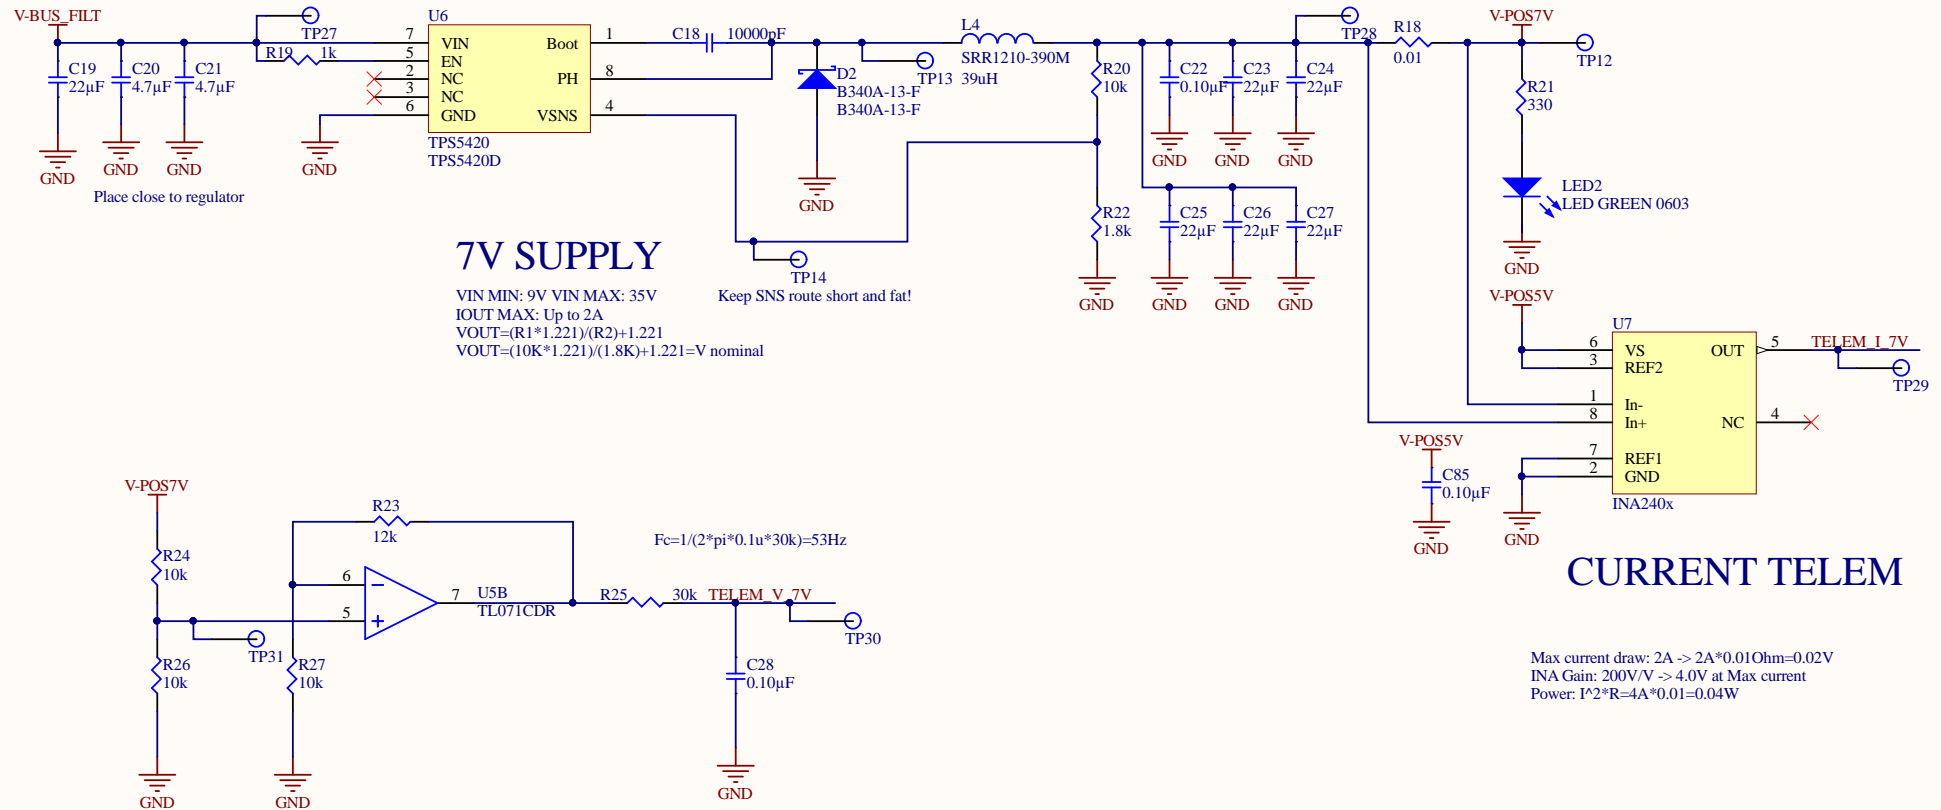 V-BUS_FILT
TP27
R19
1k
C19
22µF
C20
4.7µF
C21
4.7µF
GND
GND
GND
GND
Place close to regulator
U6
7
VIN
5
EN
2
NC
3
NC
6
GND
Boot
1
PH
8
VSNS
4
TPS5420
TPS5420D
C18
10000pF
D2
B340A-13-F
B340A-13-F
GND
TP13
L4
SRR1210-390M
39uH
R20
10k
R22
1.8k
GND
C22
0.10µF
C23
22µF
C24
22µF
GND
GND
GND
C25
22µF
C26
22µF
C27
22µF
GND
GND
GND
TP28
R18
0.01
V-POS7V
TP12
R21
330
LED2
LED GREEN 0603
GND
TP14
Keep SNS route short and fat!
7V SUPPLY
VIN MIN: 9V VIN MAX: 35V
IOUT MAX: Up to 2A
VOUT=(R1*1.221)/(R2)+1.221
VOUT=(10K*1.221)/(1.8K)+1.221=V nominal
V-POS5V
U7
6
VS
3
REF2
1
In-
8
In+
7
REF1
2
GND
OUT
5
NC
4
INA240x
TELEM_I_7V
TP29
V-POS5V
C85
0.10µF
GND
GND
CURRENT TELEM
Max current draw: 2A -> 2A*0.01Ohm=0.02V
INA Gain: 200V/V -> 4.0V at Max current
Power: I^2*R=4A*0.01=0.04W
V-POS7V
R24
10k
R26
10k
GND
TP31
R27
10k
GND
R23
12k
6
5
7
U5B
TL071CDR
R25
30k
Fc=1/(2*pi*0.1u*30k)=53Hz
TELEM_V_7V
TP30
C28
0.10µF
GND